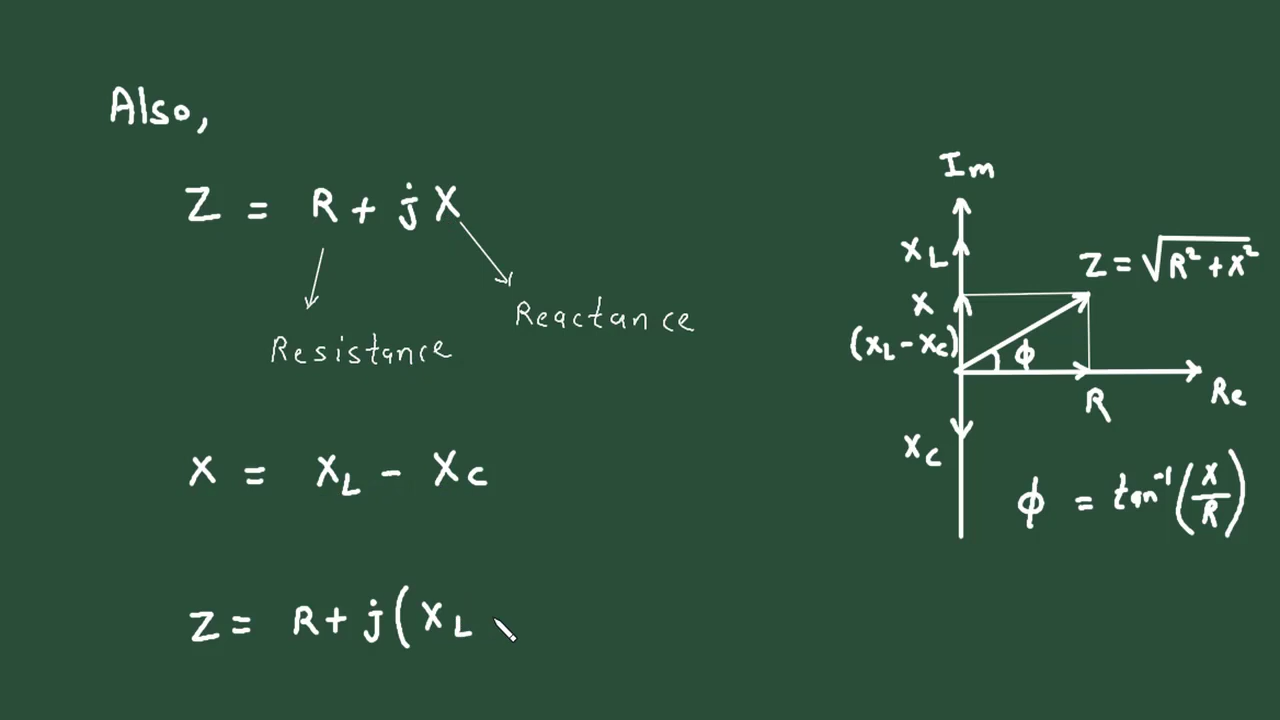 Also,
Z = R + jX
Resistance
Reactance
X = X_L - X_C
Z = R + j(X_L
Im
X_L
X
(X_L - X_C)
X_C
Z = √(R² + X²)
ϕ
R
Re
ϕ = tan⁻¹(X/R)